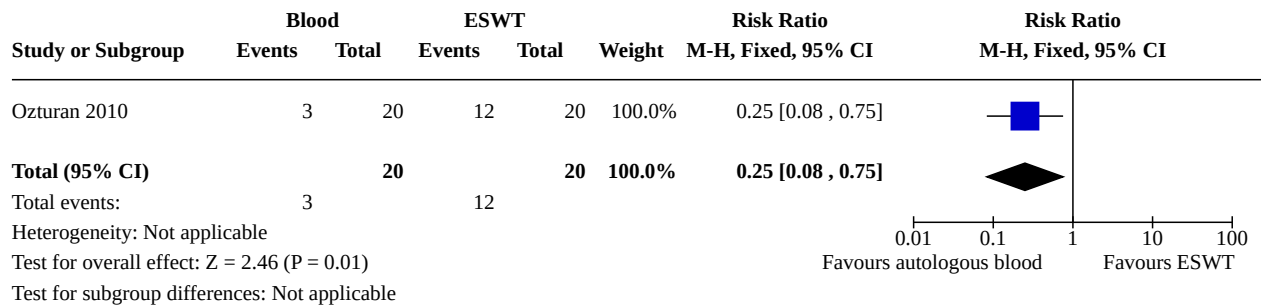 Blood ESWT Risk Ratio Risk Ratio
Study or Subgroup Events Total Events Total Weight M-H, Fixed, 95% CI M-H, Fixed, 95% CI
Ozturan 2010 3 20 12 20 100.0% 0.25 [0.08 , 0.75]
Total (95% CI) 20 20 100.0% 0.25 [0.08 , 0.75]
Total events: 3 12
Heterogeneity: Not applicable 0.01 0.1 1 10 100
Test for overall effect: Z = 2.46 (P = 0.01) Favours autologous blood Favours ESWT
Test for subgroup differences: Not applicable